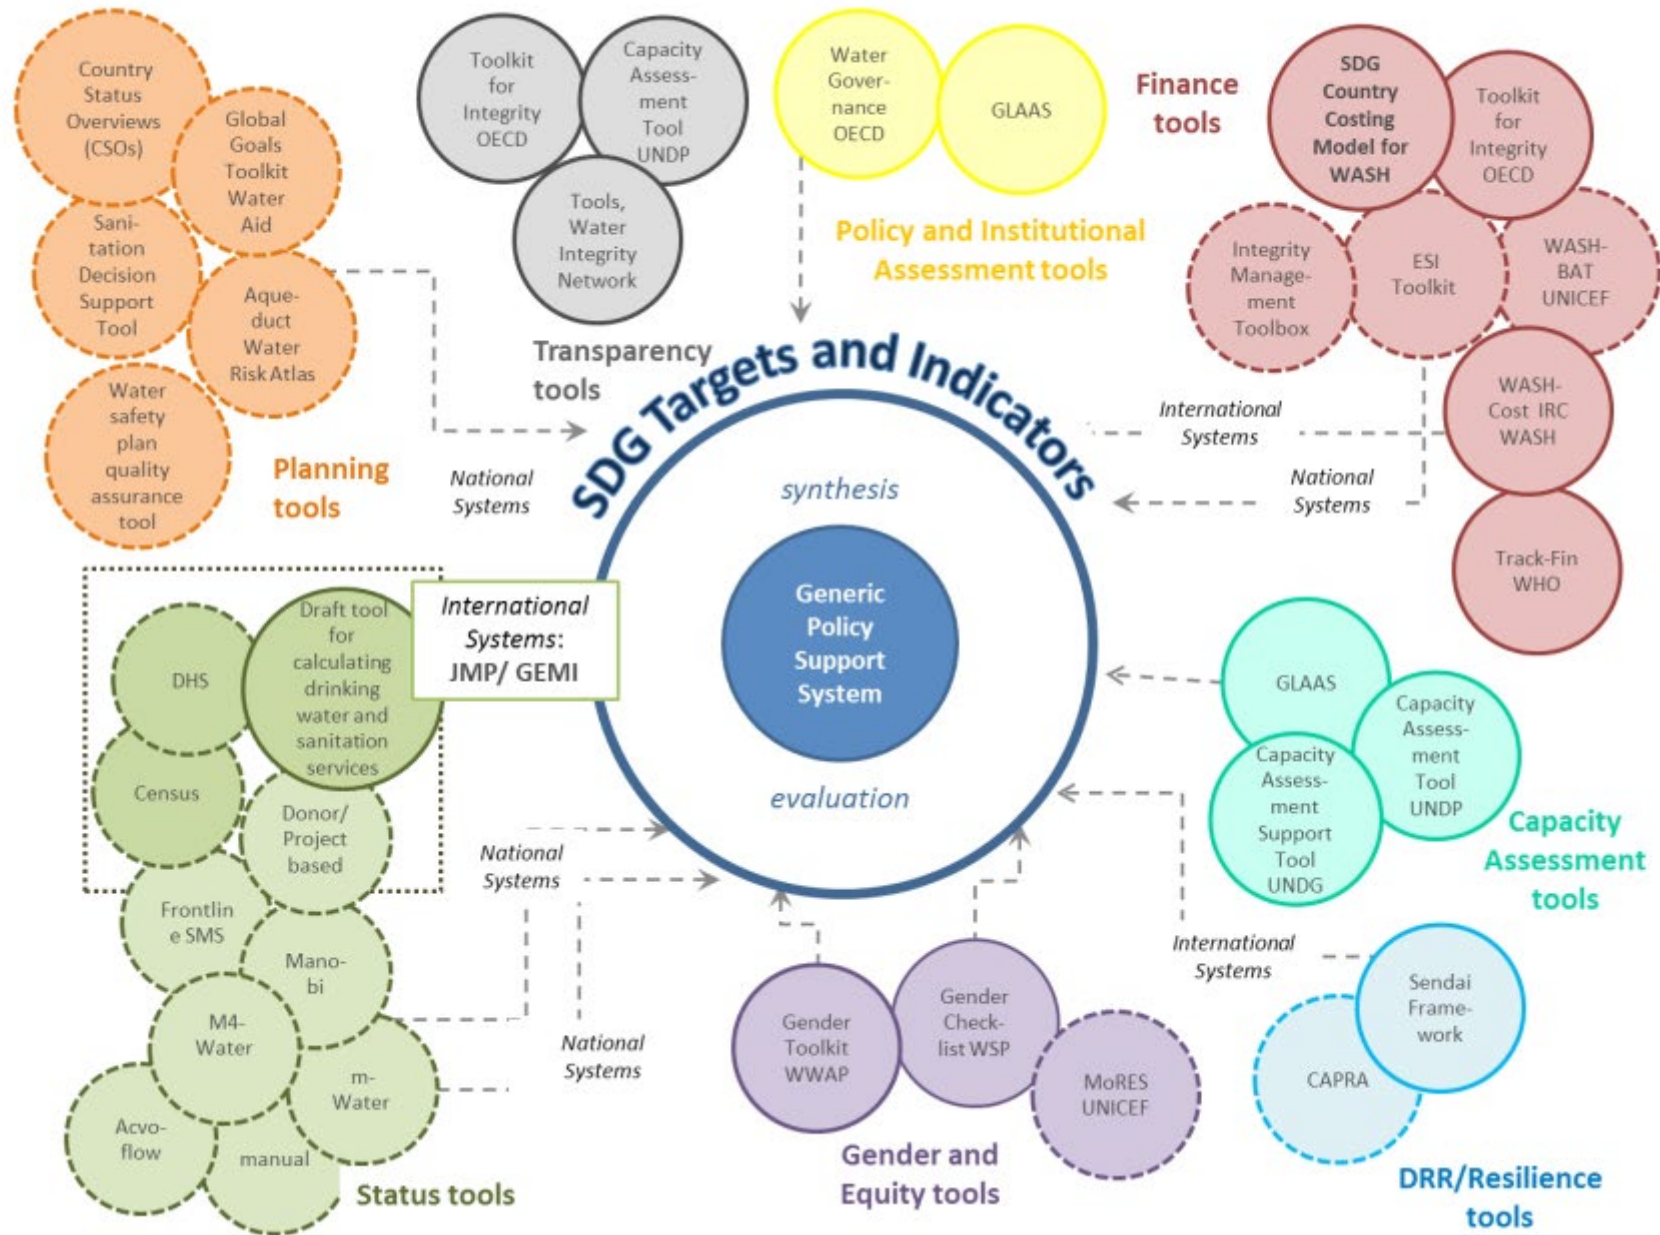 Country
Status
Overviews
(CSOs)
Global
Goals
Toolkit
Water
Aid
Sani-
tation
Decision
Support
Tool
Aque-
duct
Water
Risk Atlas
Water
safety
plan
quality
assurance
tool
Planning
tools
National
Systems
Toolkit
for
Integrity
OECD
Capacity
Assess-
ment
Tool
UNDP
Tools,
Water
Integrity
Network
Transparency
tools
Water
Gover-
nance
OECD
GLAAS
Policy and Institutional
Assessment tools
Finance
tools
SDG
Country
Costing
Model for
WASH
Toolkit
for
Integrity
OECD
Integrity
Manage-
ment
Toolbox
ESI
Toolkit
WASH-
BAT
UNICEF
WASH-
Cost IRC
WASH
Track-Fin
WHO
International
Systems
National
Systems
SDG Targets and Indicators
synthesis
Generic
Policy
Support
System
evaluation
International
Systems:
JMP/ GEMI
DHS
Draft tool
for
calculating
drinking
water and
sanitation
services
Census
Donor/
Project
based
Frontlin
e SMS
Mano-
bi
M4-
Water
m-
Water
Acvo-
flow
manual
Status tools
National
Systems
National
Systems
Gender
Toolkit
WWAP
Gender
Check-
list WSP
MoRES
UNICEF
Gender and
Equity tools
GLAAS
Capacity
Assess-
ment
Tool
UNDP
Capacity
Assess-
ment
Support
Tool
UNDG
Capacity
Assessment
tools
International
Systems
Sendai
Frame-
work
CAPRA
DRR/Resilience
tools